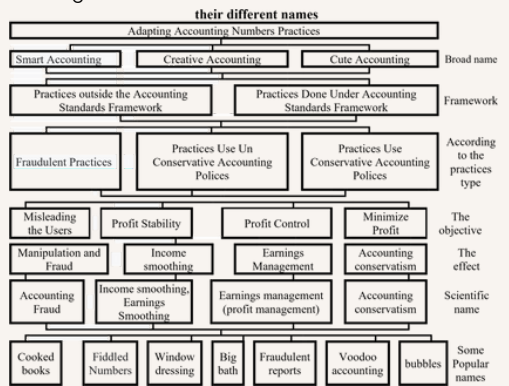 their different names
Adapting Accounting Numbers Practices
Smart Accounting
Creative Accounting
Cute Accounting
Broad name
Practices outside the Accounting
Standards Framework
Practices Done Under Accounting
Standards Framework
Framework
Fraudulent Practices
Practices Use Un
Conservative Accounting
Polices
Practices Use
Conservative Accounting
Polices
According
to the
practices
type
Misleading
the Users
Profit Stability
Profit Control
Minimize
Profit
The
objective
Manipulation and
Fraud
Income
smoothing
Earnings
Management
Accounting
conservatism
The
effect
Accounting
Fraud
Income smoothing,
Earnings
Smoothing
Earnings management
(profit management)
Accounting
conservatism
Scientific
name
Cooked
books
Fiddled
Numbers
Window
dressing
Big
bath
Fraudulent
reports
Voodoo
accounting
bubbles
Some
Popular
names